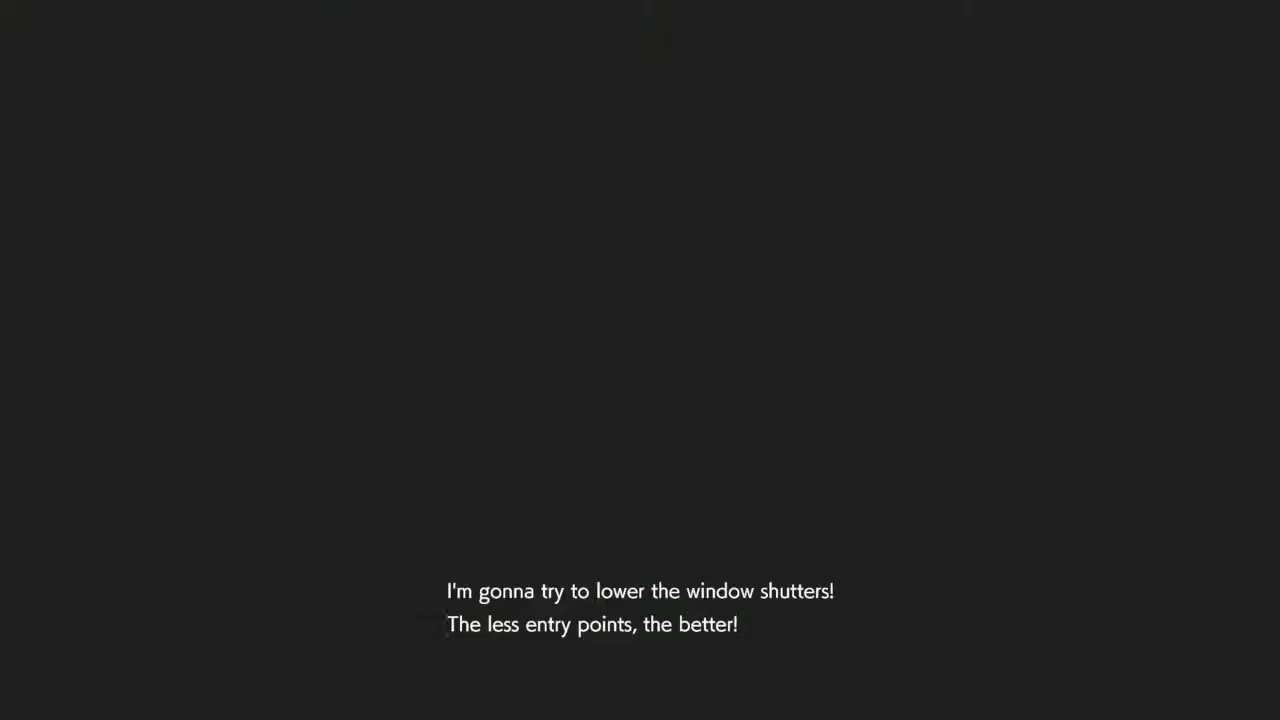 I'm gonna try to lower the window shutters!
The less entry points, the better!